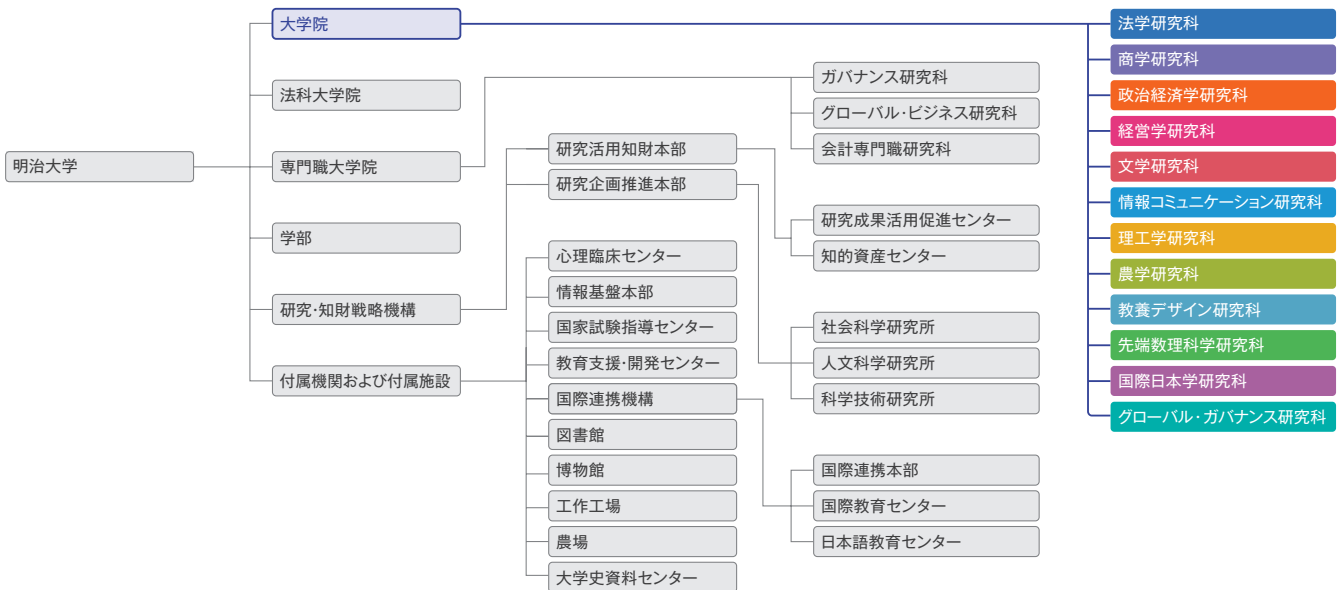 明治大学
大学院
法科大学院
専門職大学院
学部
研究・知財戦略機構
付属機関および付属施設
研究活用知財本部
研究企画推進本部
心理臨床センター
情報基盤本部
国家試験指導センター
教育支援・開発センター
国際連携機構
図書館
博物館
工作工場
農場
大学史資料センター
ガバナンス研究科
グローバル・ビジネス研究科
会計専門職研究科
研究成果活用促進センター
知的資産センター
社会科学研究所
人文科学研究所
科学技術研究所
国際連携本部
国際教育センター
日本語教育センター
法学研究科
商学研究科
政治経済学研究科
経営学研究科
文学研究科
情報コミュニケーション研究科
理工学研究科
農学研究科
教養デザイン研究科
先端数理科学研究科
国際日本学研究科
グローバル・ガバナンス研究科